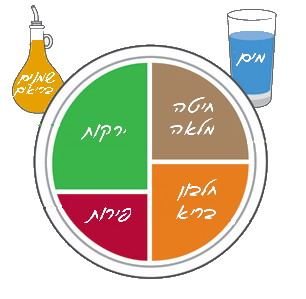 שמנים
בריאים
מים
חיטה
מלאה
ירקות
חלבון
בריא
פירות